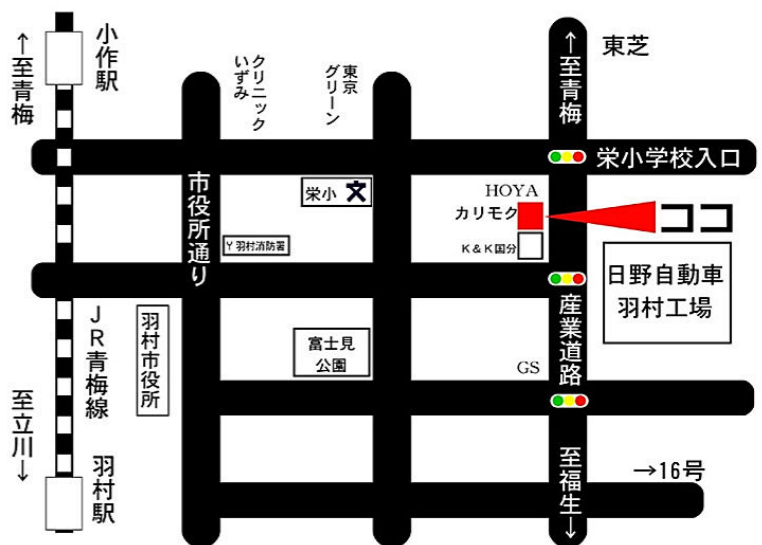 小作駅
←至青梅
いずみ
クリニック
東京
グリーン
←至青梅
東芝
栄小学校入口
市役所通り
栄小 文
HOYA
カリモク
ココ
Y 羽村消防署
K&K国分
日野自動車
羽村工場
JR青梅線
羽村市役所
富士見
公園
産業道路
GS
至立川→
羽村駅
至福生→
→16号